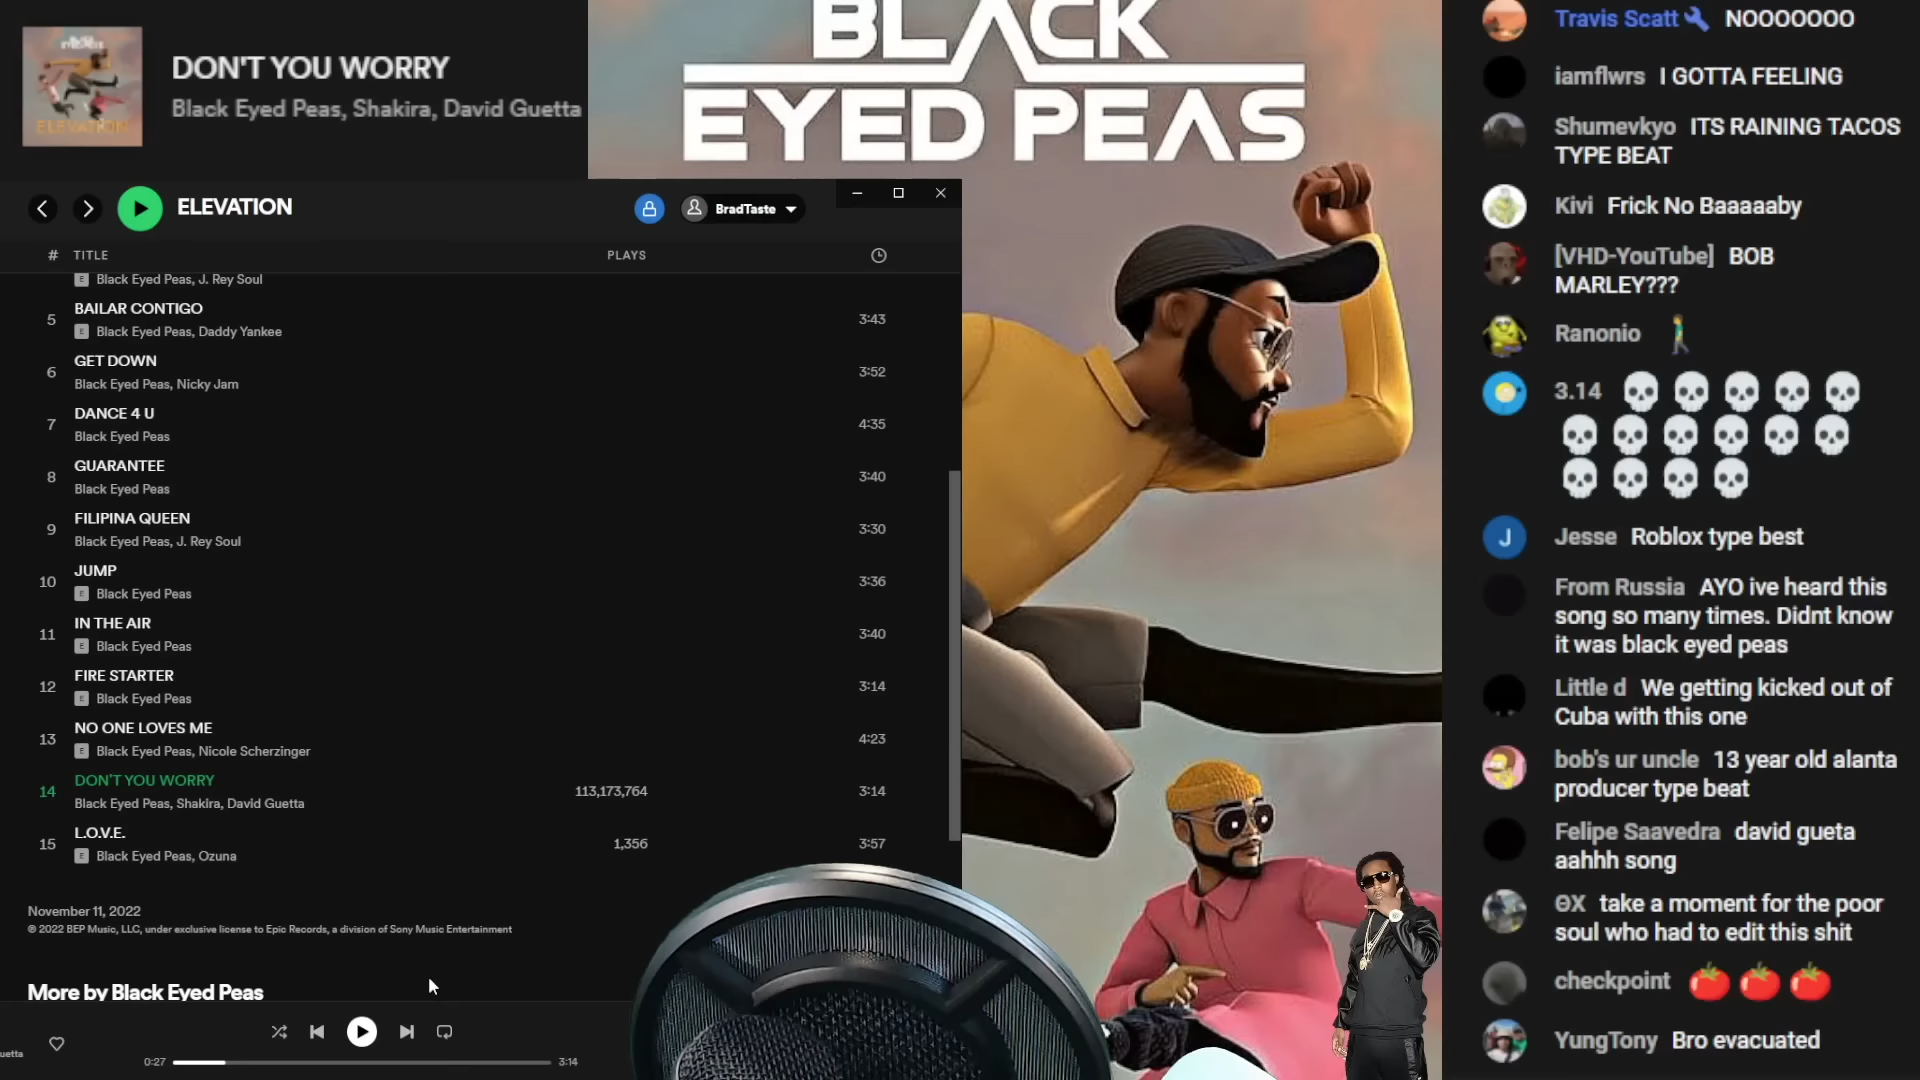 DON'T YOU WORRY
Black Eyed Peas, Shakira, David Guetta
ELEVATION
BLACK
EYED PEAS
ELEVATION
BradTaste
# TITLE PLAYS
E Black Eyed Peas, J. Rey Soul
5 BAILAR CONTIGO 3:43
E Black Eyed Peas, Daddy Yankee
6 GET DOWN 3:52
Black Eyed Peas, Nicky Jam
7 DANCE 4 U 4:35
Black Eyed Peas
8 GUARANTEE 3:40
Black Eyed Peas
9 FILIPINA QUEEN 3:30
Black Eyed Peas, J. Rey Soul
10 JUMP 3:36
E Black Eyed Peas
11 IN THE AIR 3:40
E Black Eyed Peas
12 FIRE STARTER 3:14
E Black Eyed Peas
13 NO ONE LOVES ME 4:23
E Black Eyed Peas, Nicole Scherzinger
14 DON'T YOU WORRY 113,173,764 3:14
Black Eyed Peas, Shakira, David Guetta
15 L.O.V.E. 1,356 3:57
E Black Eyed Peas, Ozuna
November 11, 2022
℗ 2022 BEP Music, LLC, under exclusive license to Epic Records, a division of Sony Music Entertainment
More by Black Eyed Peas
uetta
0:27 3:14
Travis Scatt NOOOOOOO
iamflwrs I GOTTA FEELING
Shumevkyo ITS RAINING TACOS
TYPE BEAT
Kivi Frick No Baaaaaby
[VHD-YouTube] BOB
MARLEY???
Ranonio 🚶‍♂️
3.14 💀 💀 💀 💀 💀
💀 💀 💀 💀 💀 💀
💀 💀 💀 💀
J Jesse Roblox type best
From Russia AYO ive heard this
song so many times. Didnt know
it was black eyed peas
Little d We getting kicked out of
Cuba with this one
bob's ur uncle 13 year old alanta
producer type beat
Felipe Saavedra david gueta
aahhh song
ΘX take a moment for the poor
soul who had to edit this shit
checkpoint 🍅 🍅 🍅
YungTony Bro evacuated